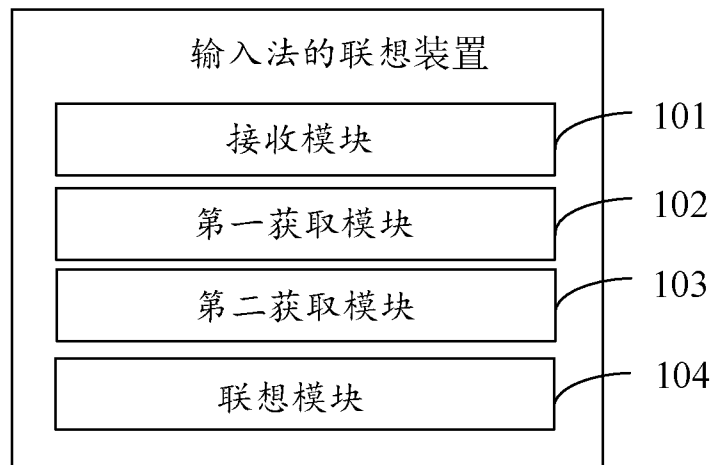 输入法的联想装置
接收模块 101
第一获取模块 102
第二获取模块 103
联想模块 104